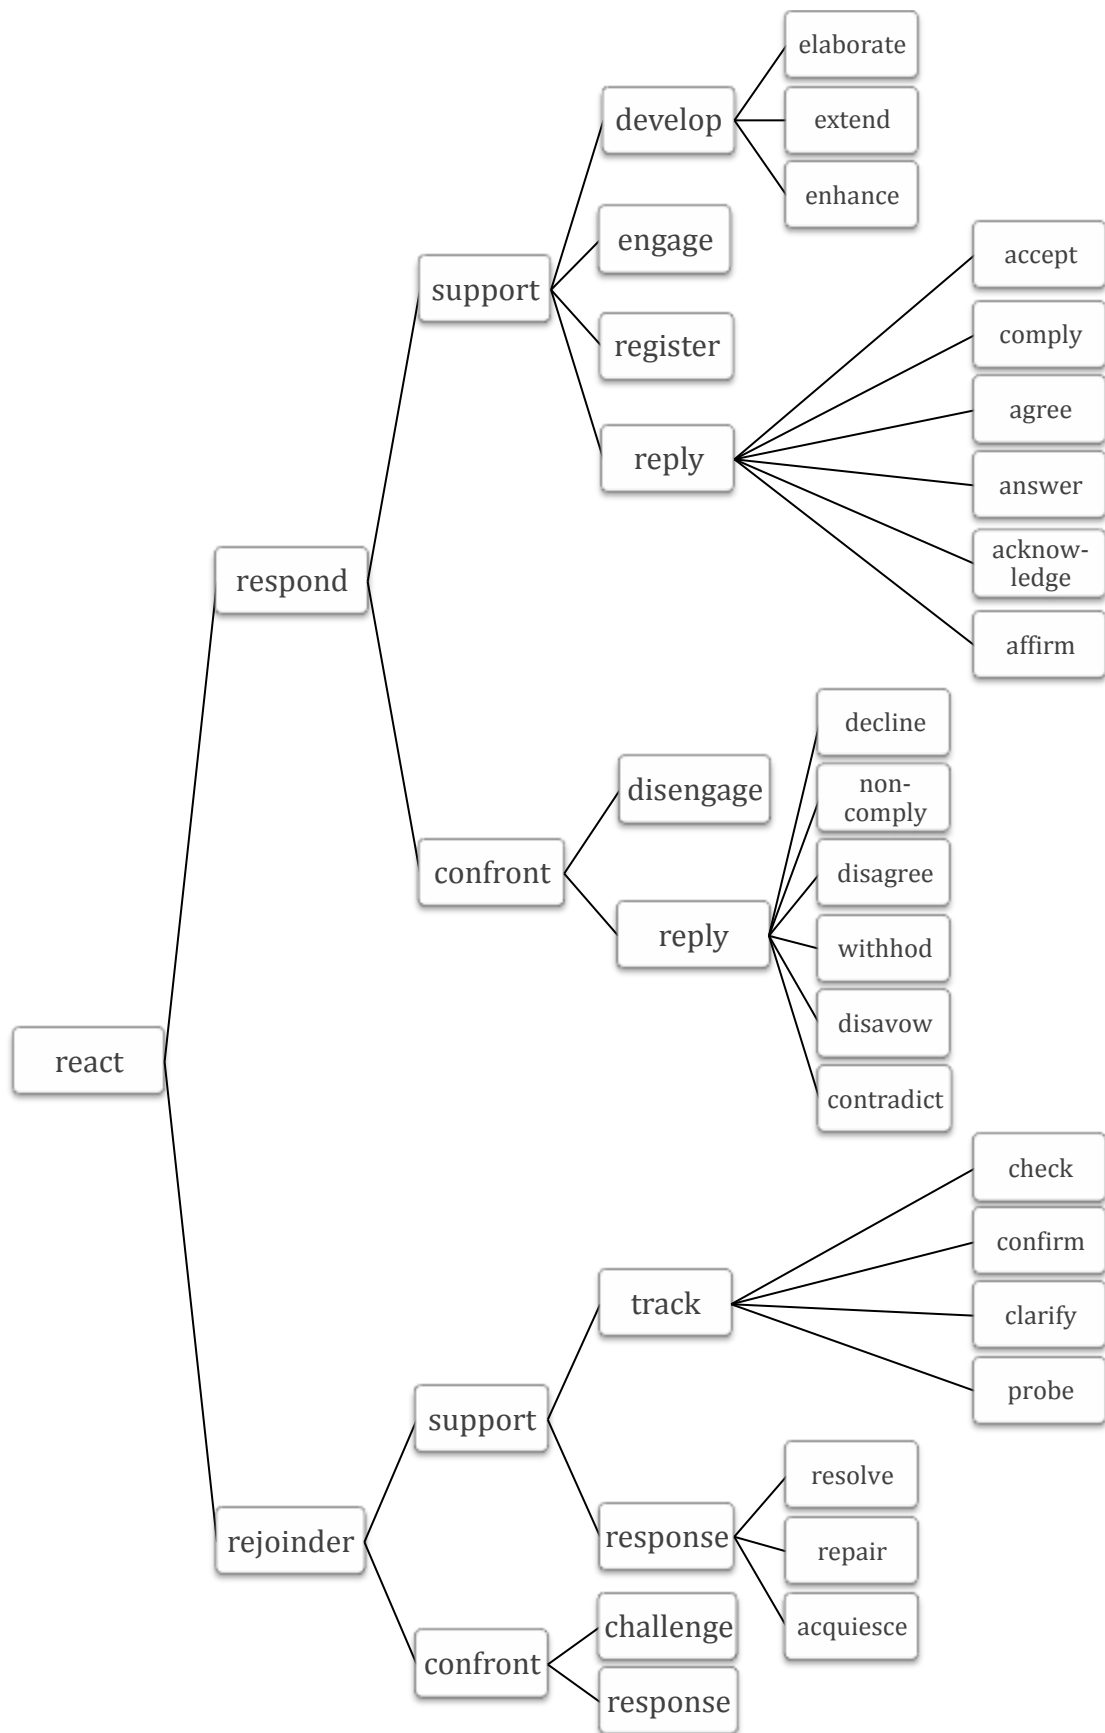 elaborate
develop
extend
enhance
engage
accept
support
comply
register
agree
reply
answer
acknow-
ledge
respond
affirm
decline
disengage
non-
comply
confront
disagree
reply
withhod
disavow
react
contradict
check
confirm
track
clarify
probe
support
resolve
response
rejoinder
repair
challenge
acquiesce
confront
response